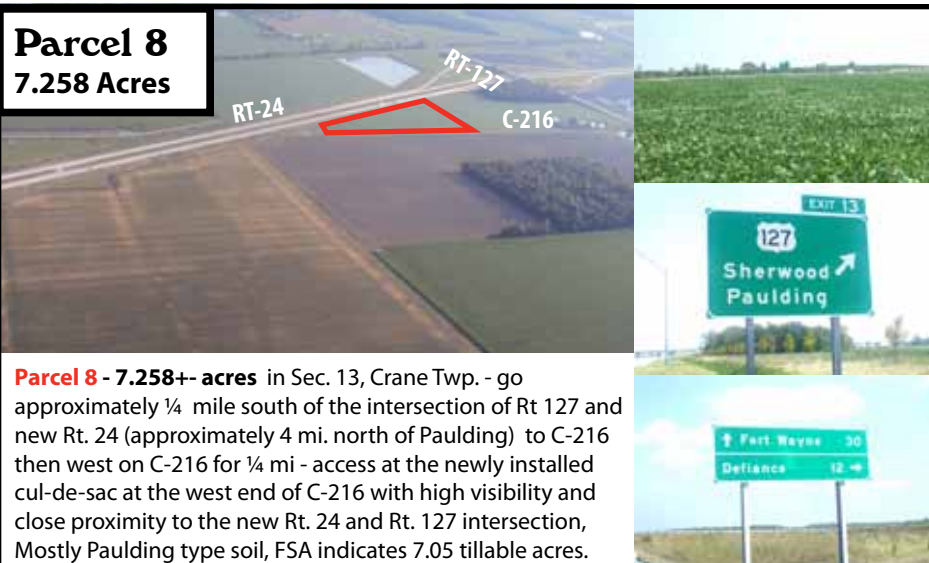 Parcel 8
7.258 Acres
RT-24
RT-127
C-216
EXIT 13
127
Sherwood
Paulding
Parcel 8 - 7.258+- acres in Sec. 13, Crane Twp. - go
approximately ¼ mile south of the intersection of Rt 127 and
new Rt. 24 (approximately 4 mi. north of Paulding) to C-216
then west on C-216 for ¼ mi - access at the newly installed
cul-de-sac at the west end of C-216 with high visibility and
close proximity to the new Rt. 24 and Rt. 127 intersection,
Mostly Paulding type soil, FSA indicates 7.05 tillable acres.
↑ Fort Wayne 30
Defiance 12 →